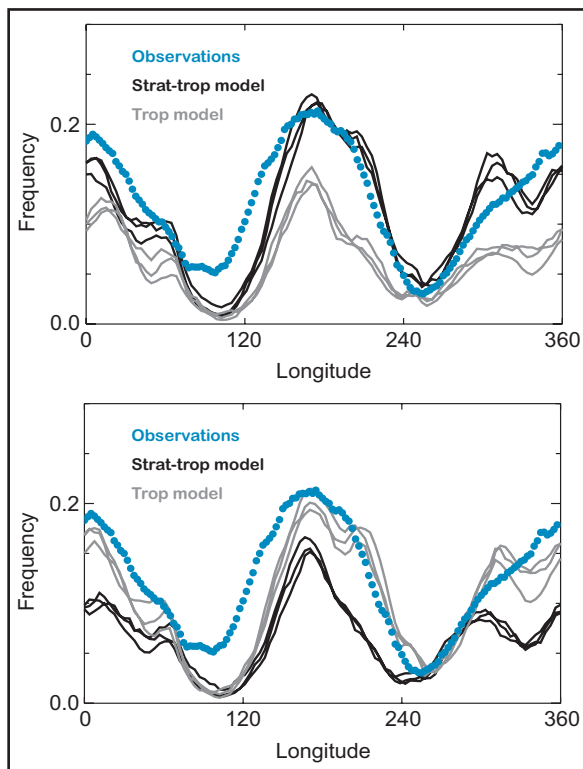 Observations
Strat-trop model
Trop model
Frequency
0.2
0.0
0
120
240
360
Longitude
Observations
Strat-trop model
Trop model
Frequency
0.2
0.0
0
120
240
360
Longitude